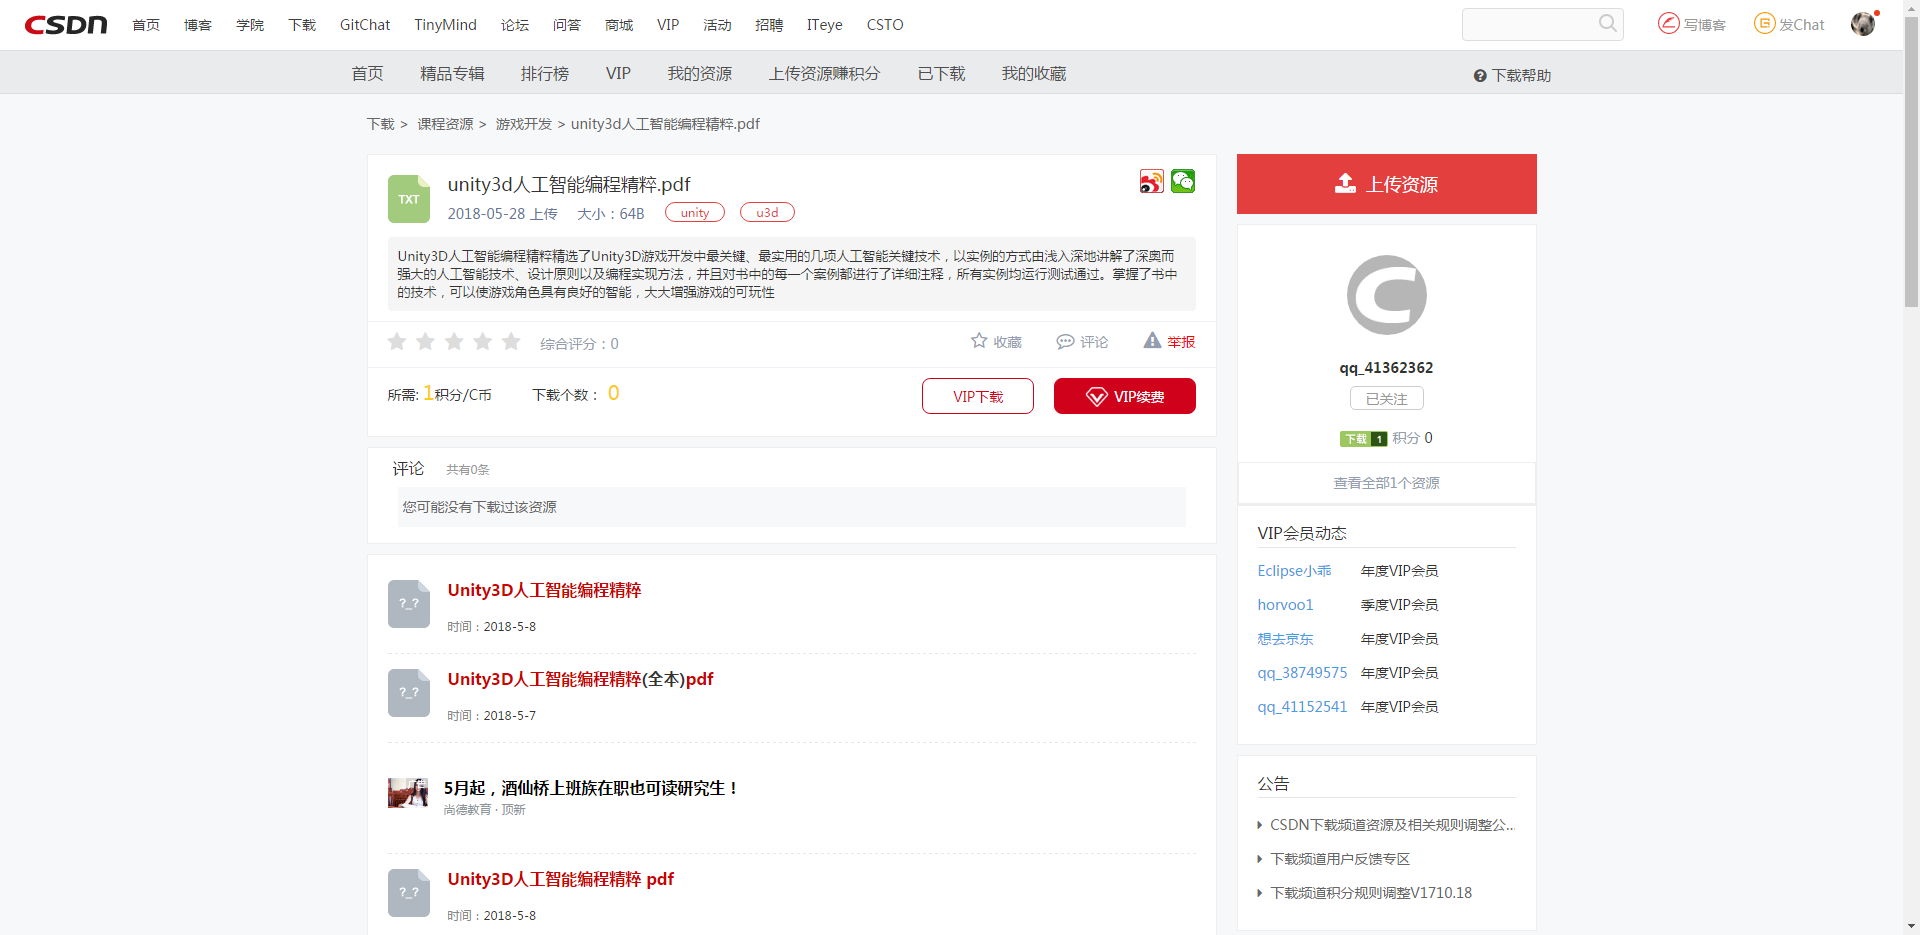 CSDN 首页 博客 学院 下载 GitChat TinyMind 论坛 问答 商城 VIP 活动 招聘 ITeye CSTO 写博客 发Chat
首页 精品专辑 排行榜 VIP 我的资源 上传资源赚积分 已下载 我的收藏 下载帮助
下载 > 课程资源 > 游戏开发 > unity3d人工智能编程精粹.pdf
TXT
unity3d人工智能编程精粹.pdf
2018-05-28 上传 大小：64B unity u3d
Unity3D人工智能编程精粹精选了Unity3D游戏开发中最关键、最实用的几项人工智能关键技术，以实例的方式由浅入深地讲解了深奥而
强大的人工智能技术、设计原则以及编程实现方法，并且对书中的每一个案例都进行了详细注释，所有实例均运行测试通过。掌握了书中
的技术，可以使游戏角色具有良好的智能，大大增强游戏的可玩性
综合评分：0 收藏 评论 举报
所需: 1积分/C币 下载个数： 0 VIP下载 VIP续费
评论 共有0条
您可能没有下载过该资源
?_?
Unity3D人工智能编程精粹
时间：2018-5-8
?_?
Unity3D人工智能编程精粹(全本)pdf
时间：2018-5-7
5月起，酒仙桥上班族在职也可读研究生！
尚德教育 · 顶新
?_?
Unity3D人工智能编程精粹 pdf
时间：2018-5-8
上传资源
qq_41362362
已关注
下载 1 积分 0
查看全部1个资源
VIP会员动态
Eclipse小乖 年度VIP会员
horvoo1 季度VIP会员
想去京东 年度VIP会员
qq_38749575 年度VIP会员
qq_41152541 年度VIP会员
公告
CSDN下载频道资源及相关规则调整公...
下载频道用户反馈专区
下载频道积分规则调整V1710.18